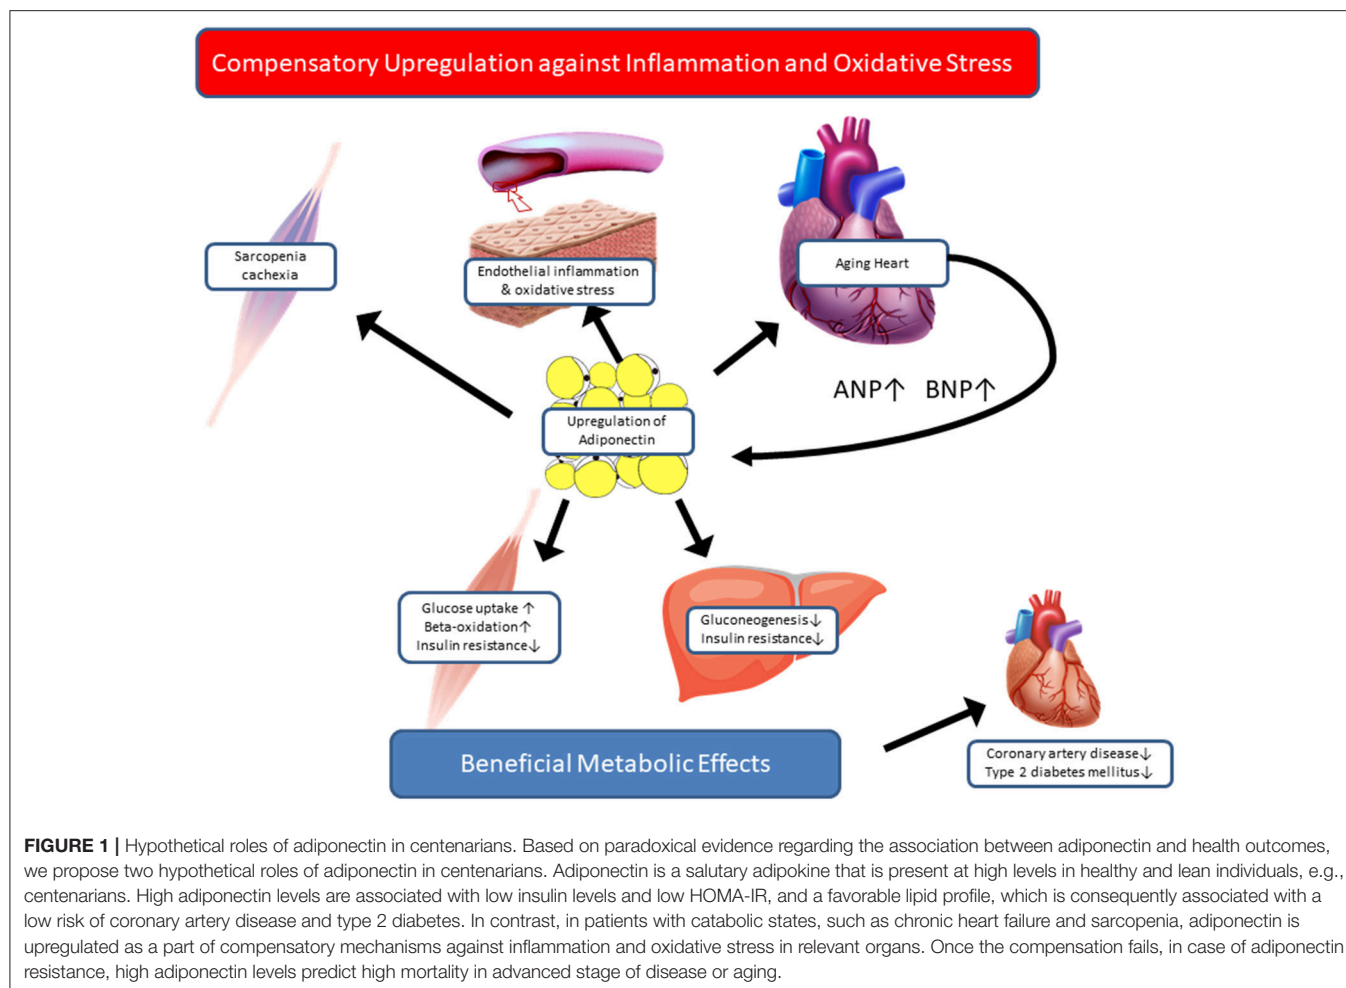 Compensatory Upregulation against Inflammation and Oxidative Stress
Sarcopenia
cachexia
Endothelial inflammation
& oxidative stress
Aging Heart
ANP↑ BNP↑
Upregulation of
Adiponectin
Glucose uptake ↑
Beta-oxidation↑
Insulin resistance↓
Gluconeogenesis↓
Insulin resistance↓
Beneficial Metabolic Effects
Coronary artery disease↓
Type 2 diabetes mellitus↓
FIGURE 1 | Hypothetical roles of adiponectin in centenarians. Based on paradoxical evidence regarding the association between adiponectin and health outcomes,
we propose two hypothetical roles of adiponectin in centenarians. Adiponectin is a salutary adipokine that is present at high levels in healthy and lean individuals, e.g.,
centenarians. High adiponectin levels are associated with low insulin levels and low HOMA-IR, and a favorable lipid profile, which is consequently associated with a
low risk of coronary artery disease and type 2 diabetes. In contrast, in patients with catabolic states, such as chronic heart failure and sarcopenia, adiponectin is
upregulated as a part of compensatory mechanisms against inflammation and oxidative stress in relevant organs. Once the compensation fails, in case of adiponectin
resistance, high adiponectin levels predict high mortality in advanced stage of disease or aging.